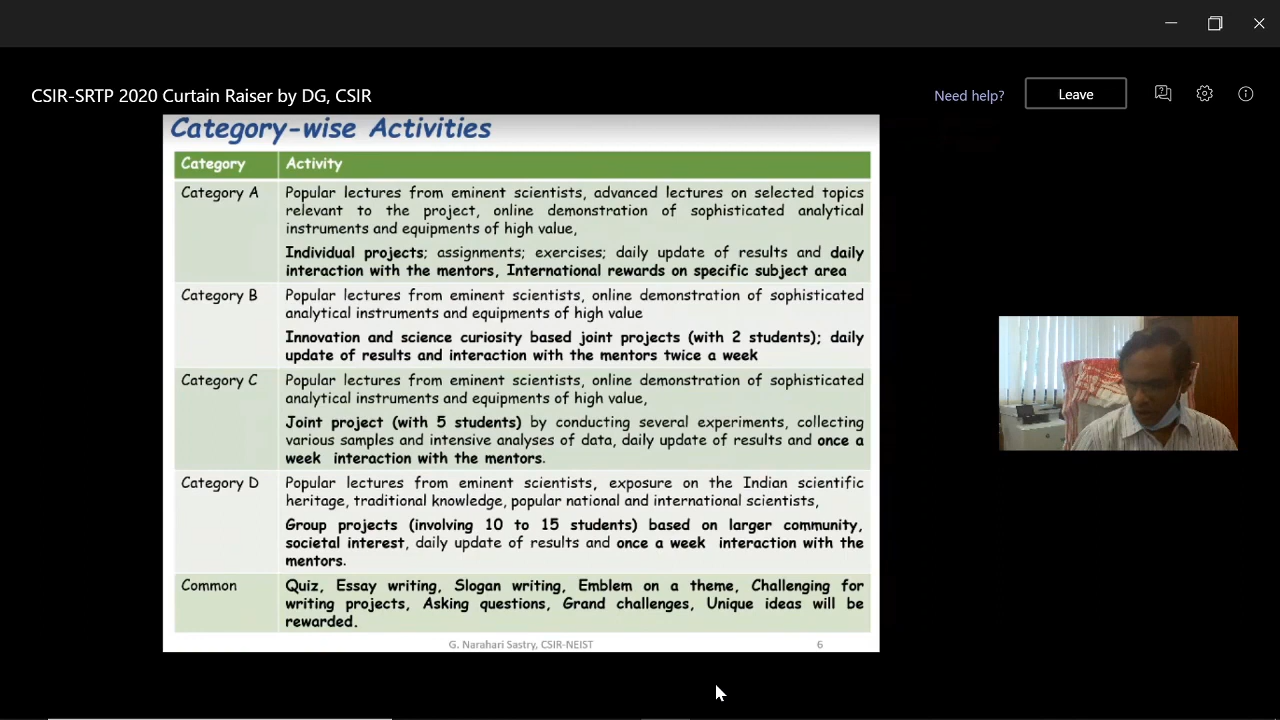 CSIR-SRTP 2020 Curtain Raiser by DG, CSIR
Need help?
Leave
Category-wise Activities
Category Activity
Category A Popular lectures from eminent scientists, advanced lectures on selected topics
relevant to the project, online demonstration of sophisticated analytical
instruments and equipments of high value,
Individual projects; assignments; exercises; daily update of results and daily
interaction with the mentors, International rewards on specific subject area
Category B Popular lectures from eminent scientists, online demonstration of sophisticated
analytical instruments and equipments of high value
Innovation and science curiosity based joint projects (with 2 students); daily
update of results and interaction with the mentors twice a week
Category C Popular lectures from eminent scientists, online demonstration of sophisticated
analytical instruments and equipments of high value,
Joint project (with 5 students) by conducting several experiments, collecting
various samples and intensive analyses of data, daily update of results and once a
week interaction with the mentors.
Category D Popular lectures from eminent scientists, exposure on the Indian scientific
heritage, traditional knowledge, popular national and international scientists,
Group projects (involving 10 to 15 students) based on larger community,
societal interest, daily update of results and once a week interaction with the
mentors.
Common Quiz, Essay writing, Slogan writing, Emblem on a theme, Challenging for
writing projects, Asking questions, Grand challenges, Unique ideas will be
rewarded.
G. Narahari Sastry, CSIR-NEIST 6